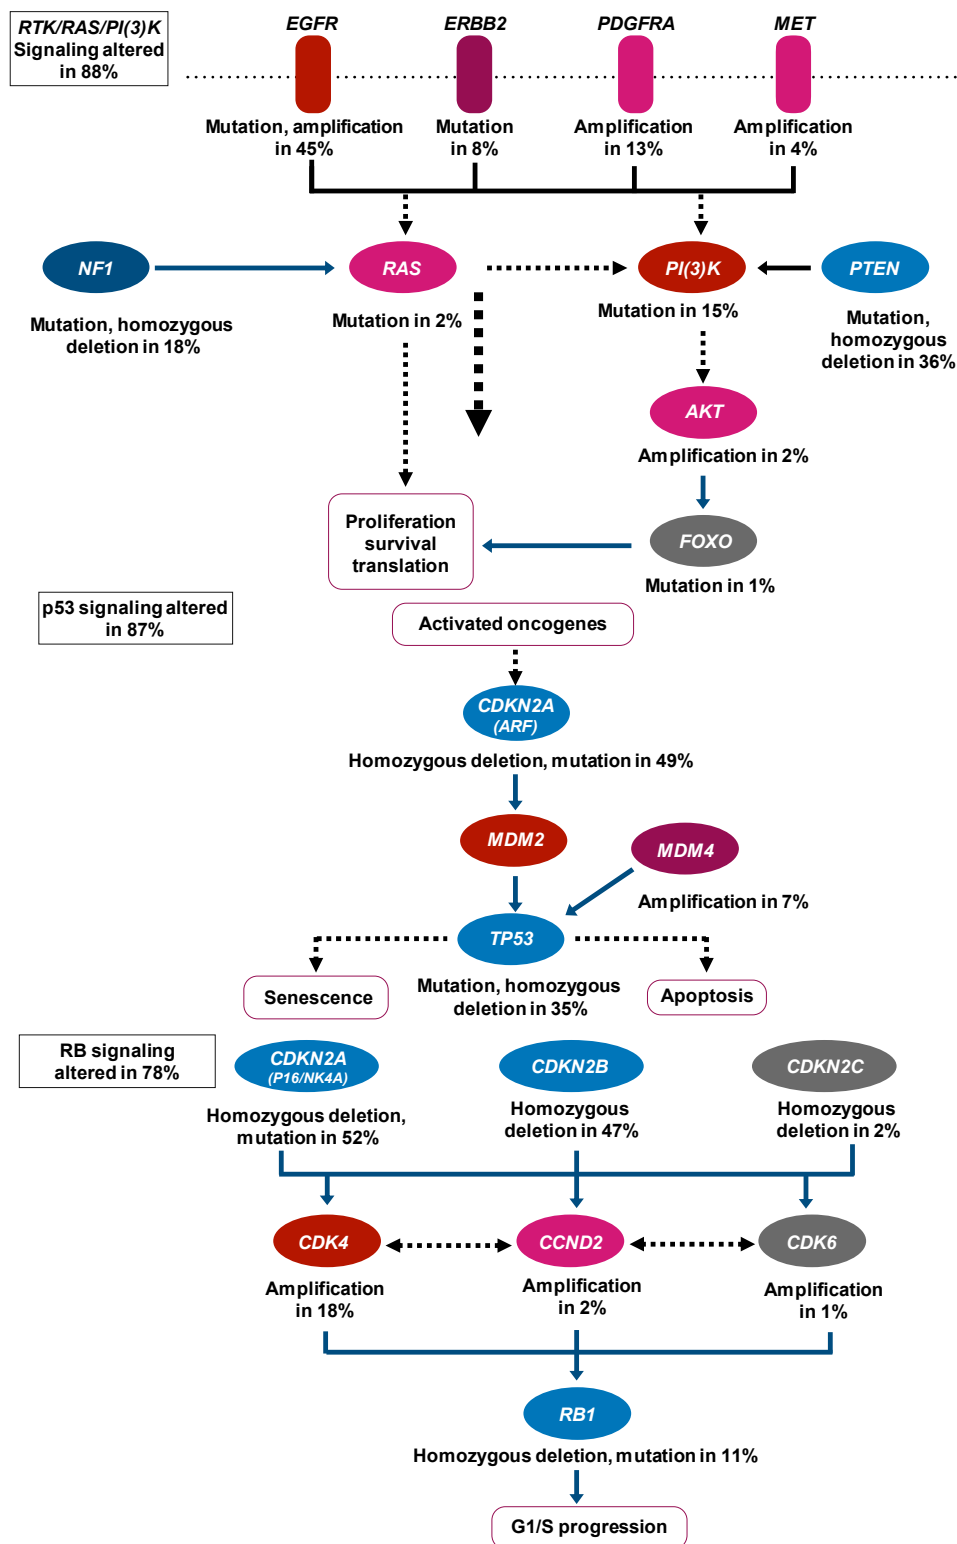 RTK/RAS/PI(3)K
Signaling altered
in 88%
EGFR
ERBB2
PDGFRA
MET
Mutation, amplification
in 45%
Mutation
in 8%
Amplification
in 13%
Amplification
in 4%
NF1
RAS
PI(3)K
PTEN
Mutation, homozygous
deletion in 18%
Mutation in 2%
Mutation in 15%
Mutation,
homozygous
deletion in 36%
AKT
Amplification in 2%
Proliferation
survival
translation
FOXO
Mutation in 1%
p53 signaling altered
in 87%
Activated oncogenes
CDKN2A
(ARF)
Homozygous deletion, mutation in 49%
MDM2
MDM4
Amplification in 7%
TP53
Senescence
Mutation, homozygous
deletion in 35%
Apoptosis
RB signaling
altered in 78%
CDKN2A
(P16/NK4A)
CDKN2B
CDKN2C
Homozygous deletion,
mutation in 52%
Homozygous
deletion in 47%
Homozygous
deletion in 2%
CDK4
CCND2
CDK6
Amplification
in 18%
Amplification
in 2%
Amplification
in 1%
RB1
Homozygous deletion, mutation in 11%
G1/S progression